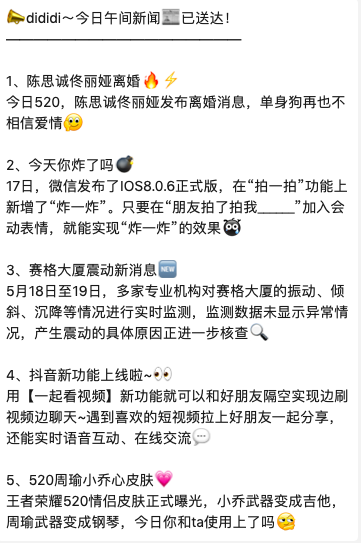 📣dididi～今日午间新闻📰已送达！
————————————————
1、陈思诚佟丽娅离婚🔥⚡
今日520，陈思诚佟丽娅发布离婚消息，单身狗再也不
相信爱情🥲
2、今天你炸了吗💣
17日，微信发布了IOS8.0.6正式版，在“拍一拍”功能上
新增了“炸一炸”。只要在“朋友拍了拍我_____”加入会
动表情，就能实现“炸一炸”的效果
3、赛格大厦震动新消息🆕
5月18日至19日，多家专业机构对赛格大厦的振动、倾
斜、沉降等情况进行实时监测，监测数据未显示异常情
况，产生震动的具体原因正进一步核查🔍
4、抖音新功能上线啦~👀
用【一起看视频】新功能就可以和好朋友隔空实现边刷
视频边聊天~遇到喜欢的短视频拉上好朋友一起分享，
还能实时语音互动、在线交流💬
5、520周瑜小乔心皮肤💗
王者荣耀520情侣皮肤正式曝光，小乔武器变成吉他，
周瑜武器变成钢琴，今日你和ta使用上了吗🤔